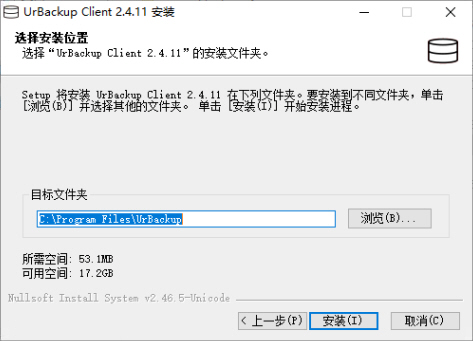 UrBackup Client 2.4.11 安装
选择安装位置
选择“UrBackup Client 2.4.11”的安装文件夹。
Setup 将安装 UrBackup Client 2.4.11 在下列文件夹。要安装到不同文件夹，单击
[浏览(B)] 并选择其他的文件夹。 单击 [安装(I)] 开始安装进程。
目标文件夹
C:\Program Files\UrBackup
浏览(B)...
所需空间: 53.1MB
可用空间: 17.2GB
Nullsoft Install System v2.46.5-Unicode
< 上一步(P)
安装(I)
取消(C)